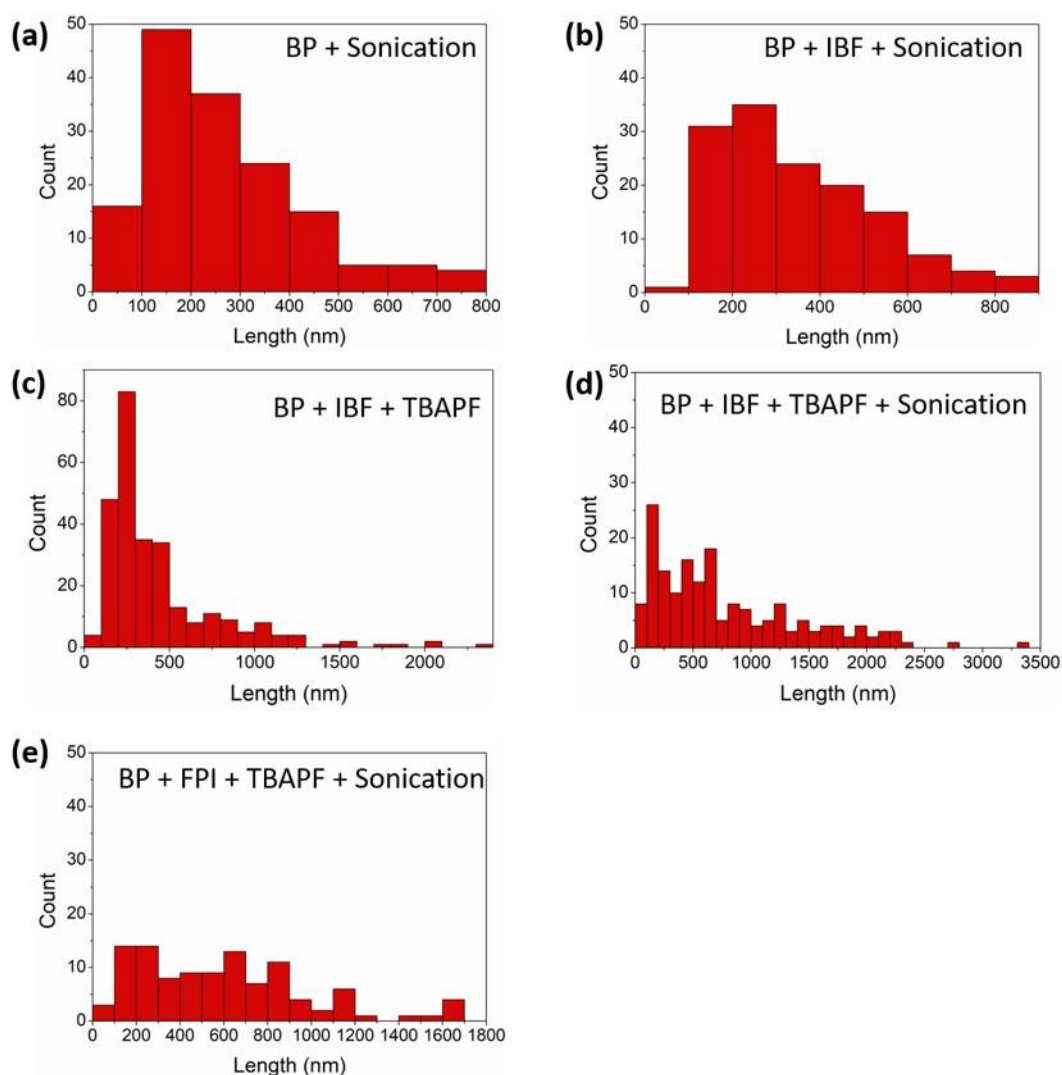 (a)
BP + Sonication
50
40
30
20
10
0
Count
0 100 200 300 400 500 600 700 800
Length (nm)
(b)
BP + IBF + Sonication
50
40
30
20
10
0
Count
0 200 400 600 800
Length (nm)
(c)
BP + IBF + TBAPF
80
60
40
20
0
Count
0 500 1000 1500 2000
Length (nm)
(d)
BP + IBF + TBAPF + Sonication
50
40
30
20
10
0
Count
0 500 1000 1500 2000 2500 3000 3500
Length (nm)
(e)
BP + FPI + TBAPF + Sonication
50
40
30
20
10
0
Count
0 200 400 600 800 1000 1200 1400 1600 1800
Length (nm)